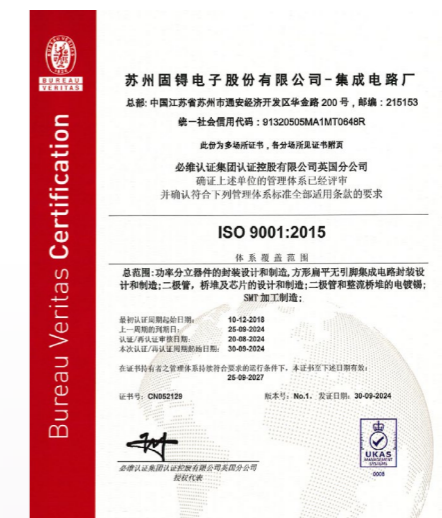 BUREAU
VERITAS
Bureau Veritas Certification
苏州固锝电子股份有限公司-集成电路厂
总部: 中国江苏省苏州市通安经济开发区华金路 200 号，邮编：215153
统一社会信用代码：91320505MA1MT0648R
此份为多场所证书，各分场所见证书附页
必维认证集团认证控股有限公司英国分公司
确证上述单位的管理体系已经评审
并确认符合下列管理体系标准全部适用条款的要求
ISO 9001:2015
体系覆盖范围
总范围:功率分立器件的封装设计和制造,方形扁平无引脚集成电路封装设
计和制造;二极管，桥堆及芯片的设计和制造;二极管和整流桥堆的电镀锡;
SMT 加工制造;
最初认证周期起始日期: 10-12-2018
上一周期的到期日: 25-09-2024
认证/再认证审核日期: 20-08-2024
本次认证/再认证周期起始日期: 30-09-2024
在证书持有者之管理体系持续符合要求的运行条件下，本证书至下述日期有效:
25-09-2027
证书号: CN052129 版本号: No.1. 发证日期: 30-09-2024
必维认证集团认证控股有限公司英国分公司
授权代表
UKAS
MANAGEMENT
SYSTEMS
0008